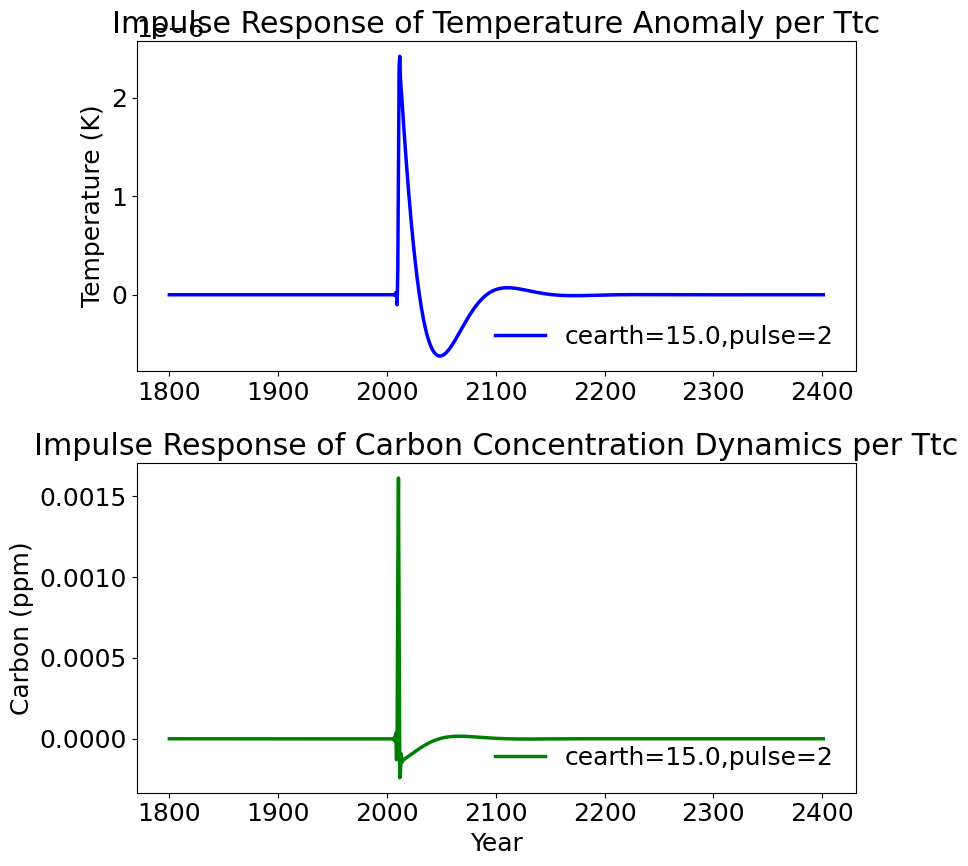 Impulse Response of Temperature Anomaly per Ttc
1e−6
Temperature (K)
2
1
0
cearth=15.0,pulse=2
1800 1900 2000 2100 2200 2300 2400
Impulse Response of Carbon Concentration Dynamics per Ttc
Carbon (ppm)
0.0015
0.0010
0.0005
0.0000
cearth=15.0,pulse=2
1800 1900 2000 2100 2200 2300 2400
Year